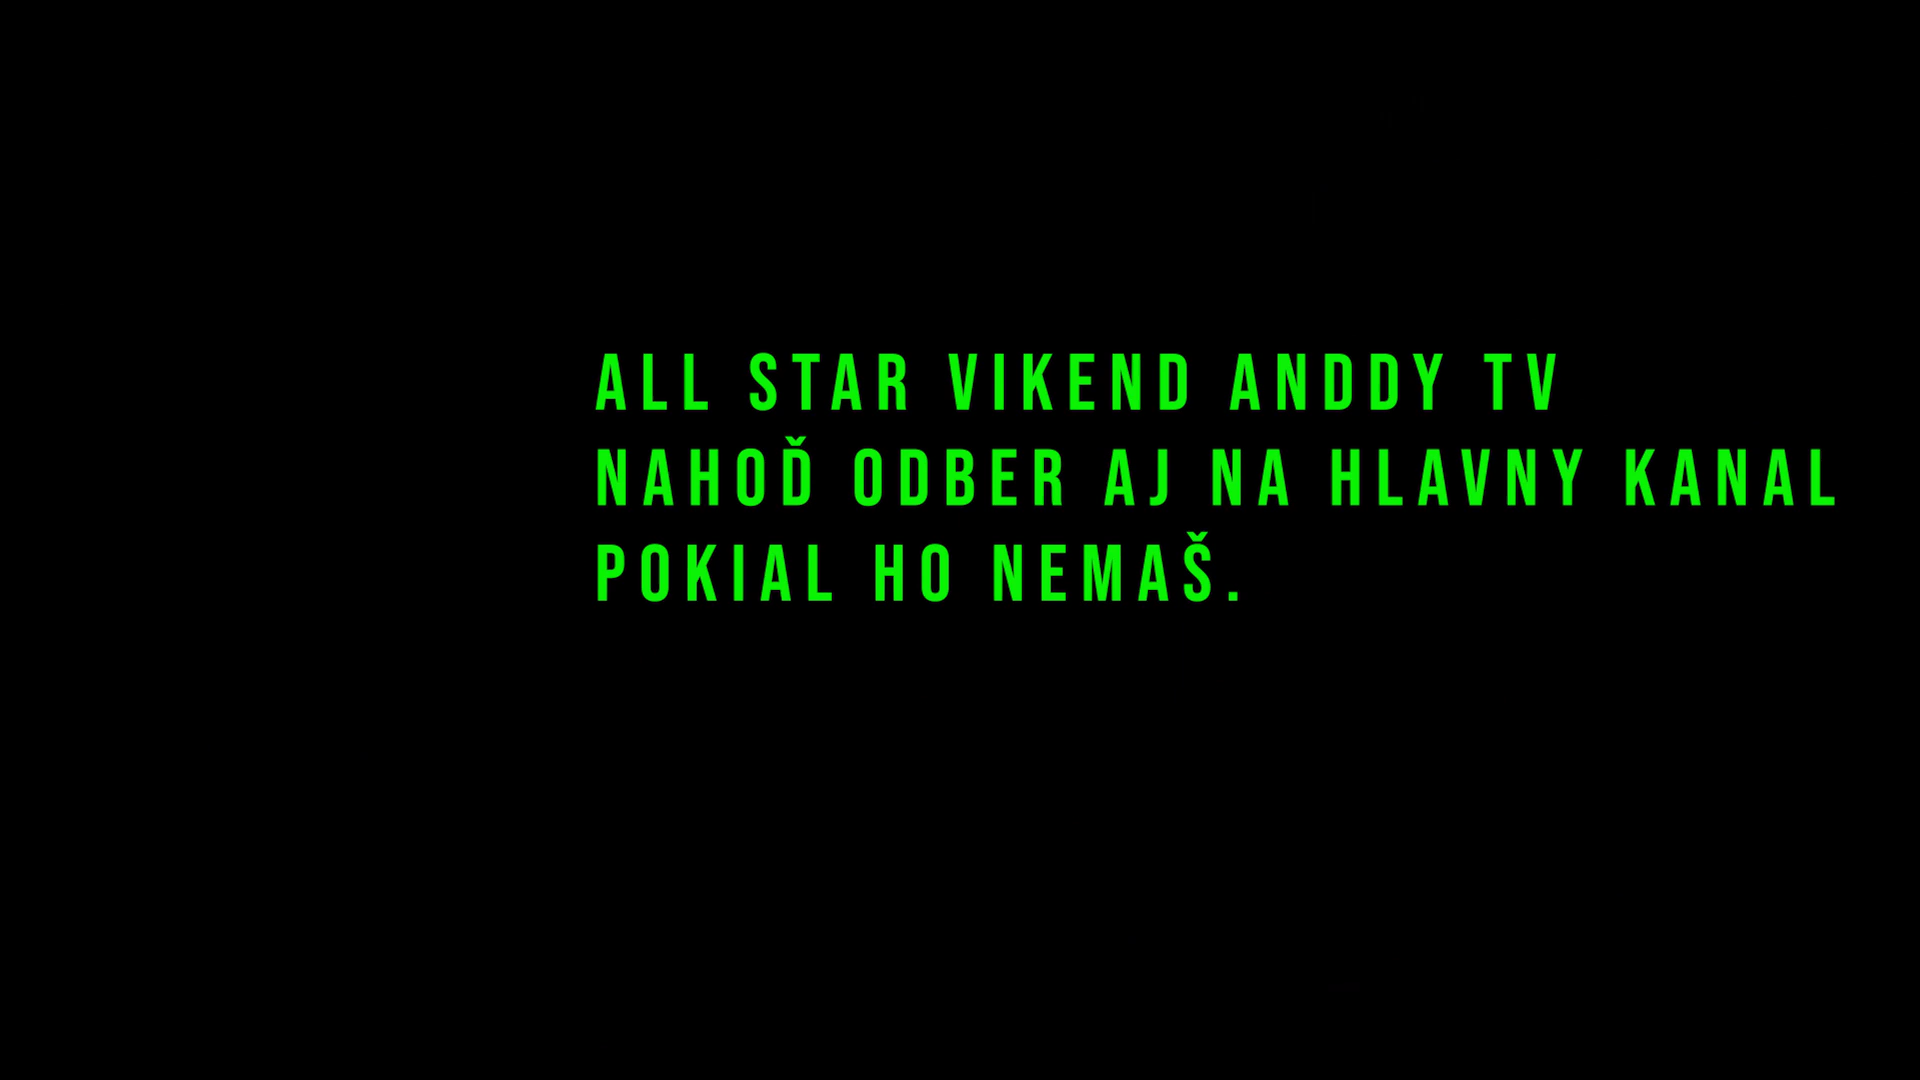 ALL STAR VIKEND ANDDY TV
NAHOĎ ODBER AJ NA HLAVNY KANAL
POKIAL HO NEMAŠ.